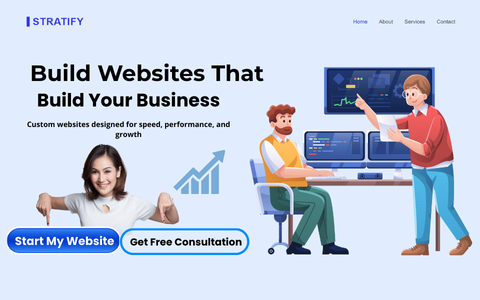 STRATIFY
Home About Services Contact
Build Websites That
Build Your Business
Custom websites designed for speed, performance, and
growth
Start My Website
Get Free Consultation